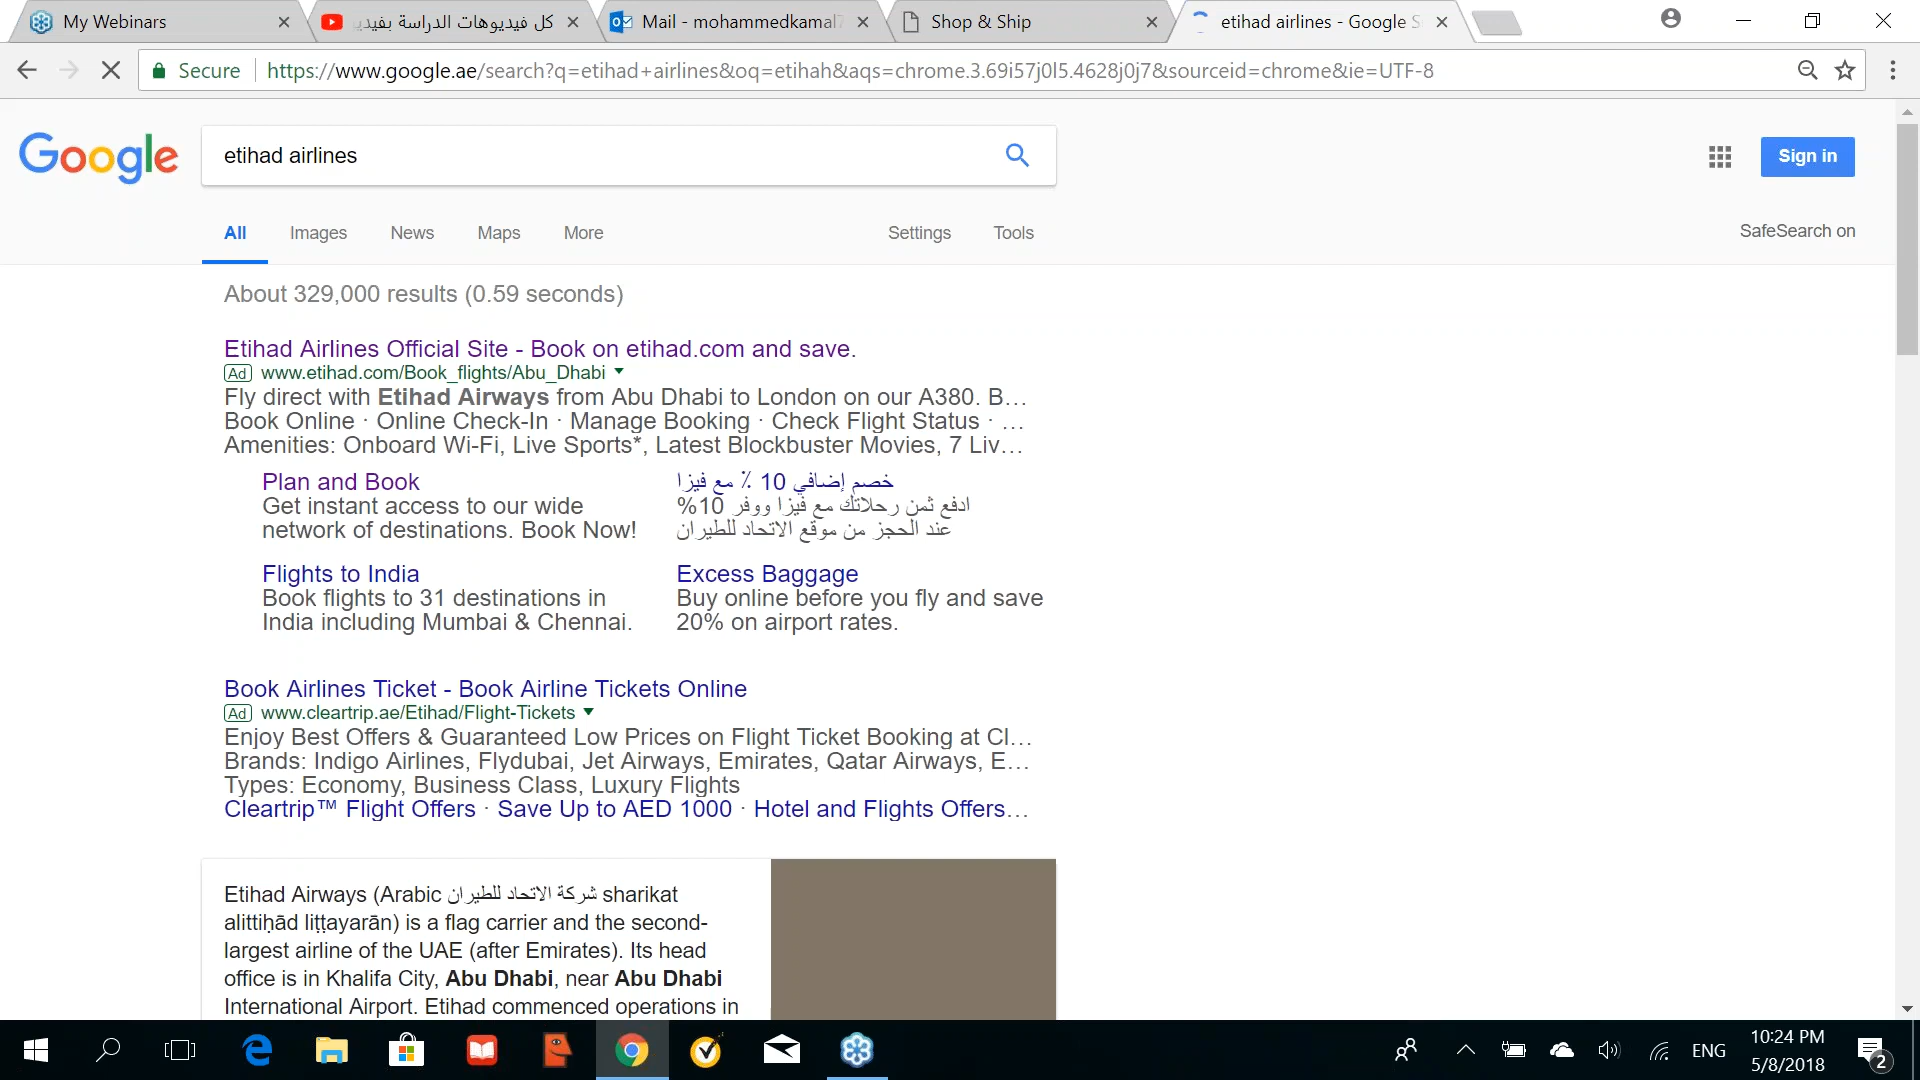 My Webinars
كل فيديوهات الدراسة بفيديو
Mail - mohammedkamal7
Shop & Ship
etihad airlines - Google S
Secure
https://www.google.ae/search?q=etihad+airlines&oq=etihah&aqs=chrome.3.69i57j0l5.4628j0j7&sourceid=chrome&ie=UTF-8
Google
etihad airlines
Sign in
All Images News Maps More Settings Tools
SafeSearch on
About 329,000 results (0.59 seconds)
Etihad Airlines Official Site - Book on etihad.com and save.
Ad www.etihad.com/Book_flights/Abu_Dhabi
Fly direct with Etihad Airways from Abu Dhabi to London on our A380. B...
Book Online · Online Check-In · Manage Booking · Check Flight Status · ...
Amenities: Onboard Wi-Fi, Live Sports*, Latest Blockbuster Movies, 7 Liv...
Plan and Book
Get instant access to our wide
network of destinations. Book Now!
خصم إضافي 10 ٪ مع فيزا
ادفع ثمن رحلاتك مع فيزا ووفر 10%
عند الحجز من موقع الاتحاد للطيران
Flights to India
Book flights to 31 destinations in
India including Mumbai & Chennai.
Excess Baggage
Buy online before you fly and save
20% on airport rates.
Book Airlines Ticket - Book Airline Tickets Online
Ad www.cleartrip.ae/Etihad/Flight-Tickets
Enjoy Best Offers & Guaranteed Low Prices on Flight Ticket Booking at Cl...
Brands: Indigo Airlines, Flydubai, Jet Airways, Emirates, Qatar Airways, E...
Types: Economy, Business Class, Luxury Flights
Cleartrip™ Flight Offers · Save Up to AED 1000 · Hotel and Flights Offers...
Etihad Airways (Arabic شركة الاتحاد للطيران sharikat
alittiḥād liṭṭayarān) is a flag carrier and the second-
largest airline of the UAE (after Emirates). Its head
office is in Khalifa City, Abu Dhabi, near Abu Dhabi
International Airport. Etihad commenced operations in
ENG
10:24 PM
5/8/2018
2